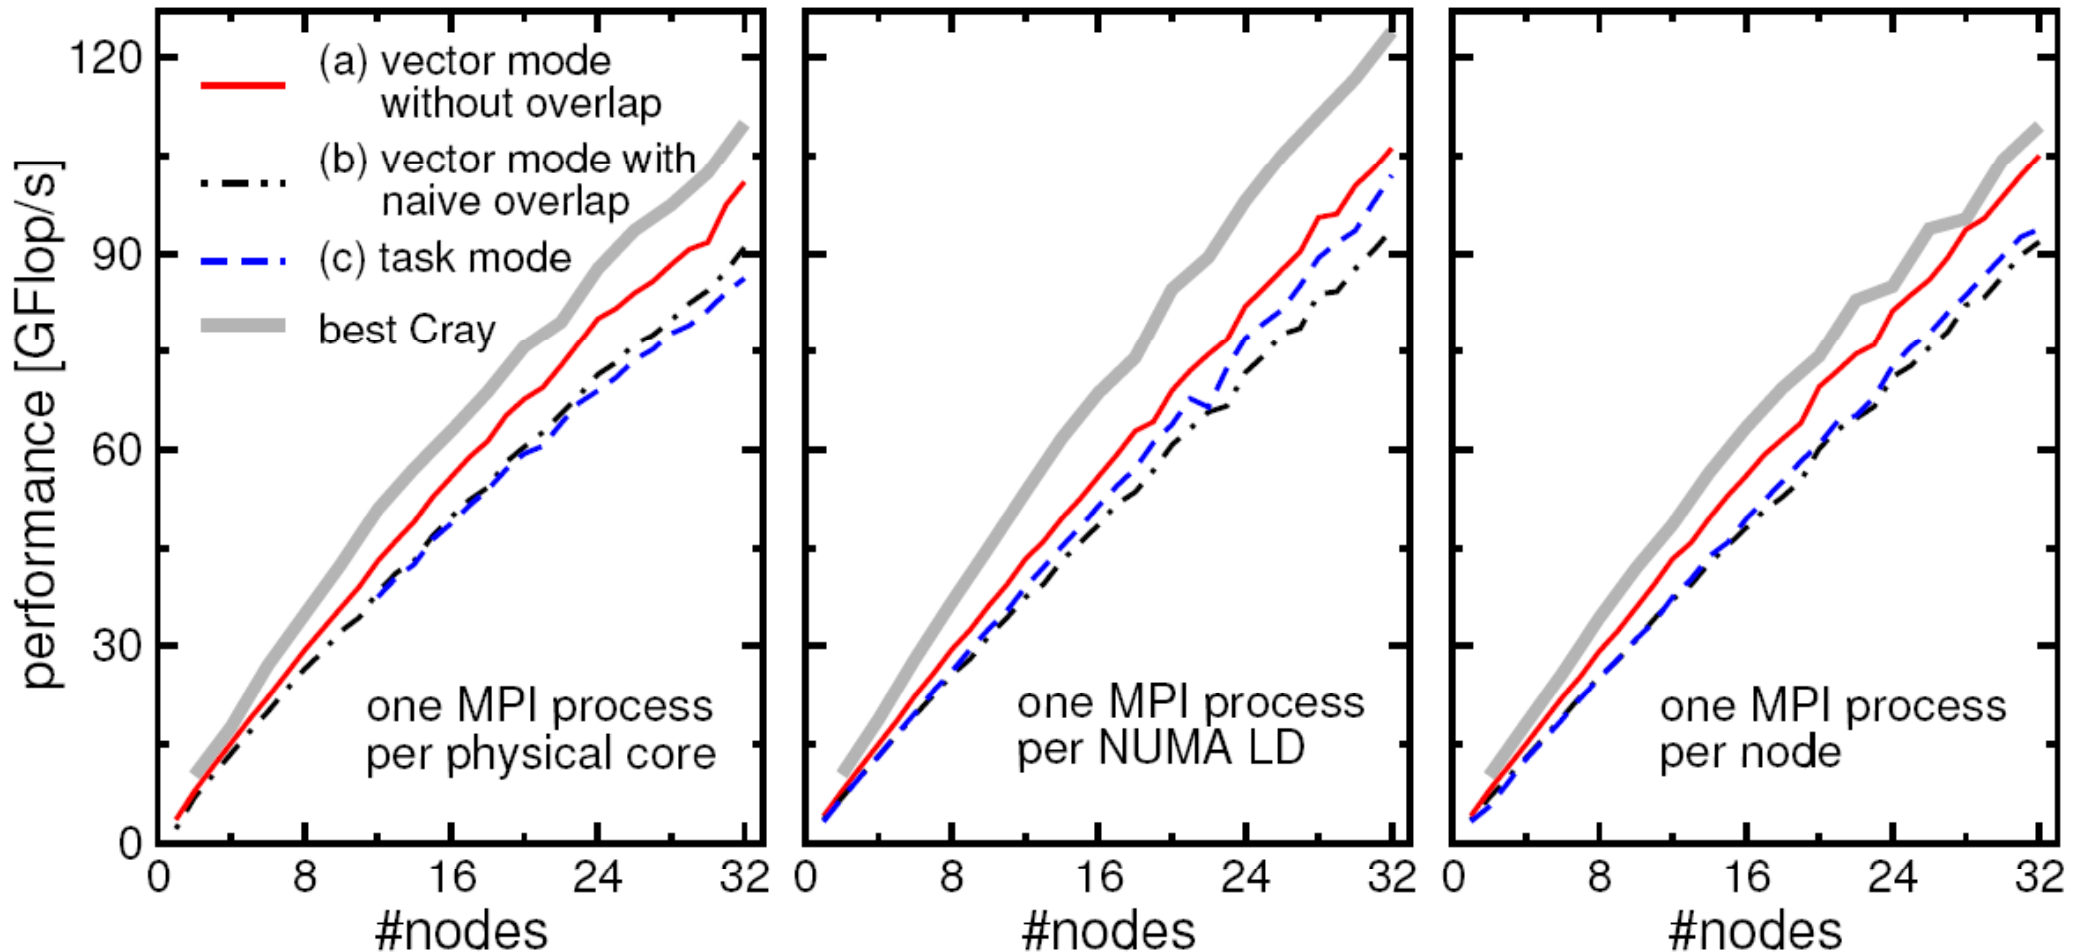 performance [GFlop/s]
120
90
60
30
0
(a) vector mode
without overlap
(b) vector mode with
naive overlap
(c) task mode
best Cray
one MPI process
per physical core
0 8 16 24 32
#nodes
one MPI process
per NUMA LD
0 8 16 24 32
#nodes
one MPI process
per node
0 8 16 24 32
#nodes